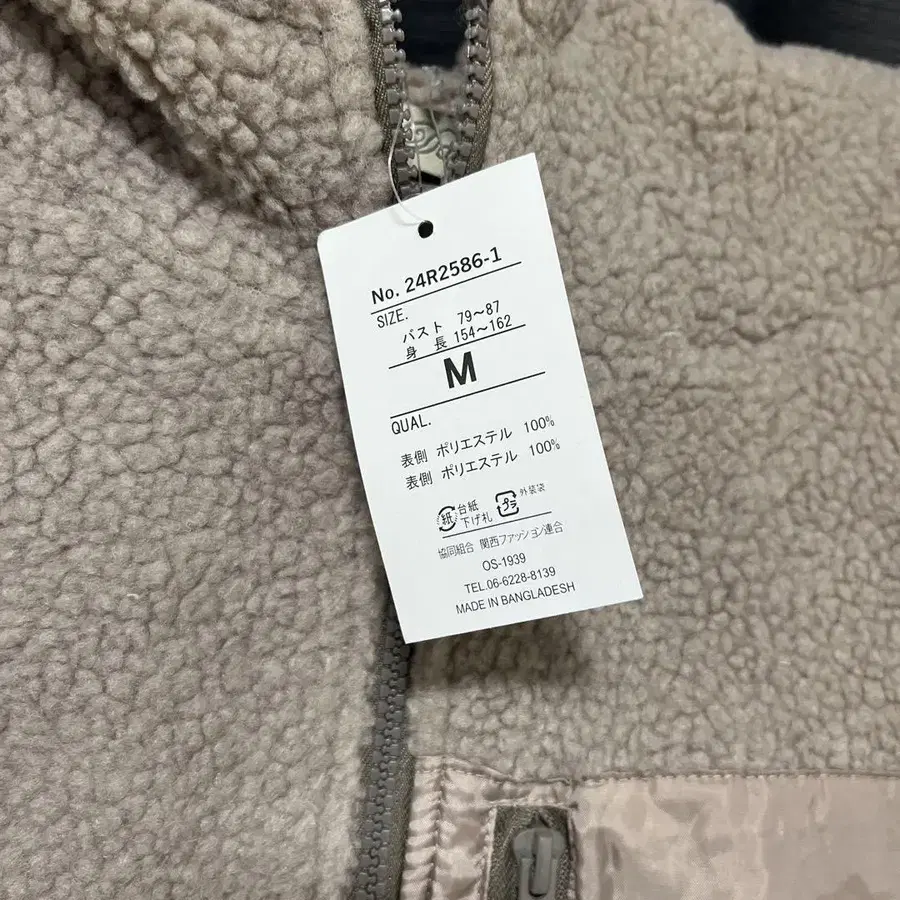 No. 24R2586-1
SIZE.
バスト 79～87
身 長 154～162
M
QUAL.
表側 ポリエステル 100%
表側 ポリエステル 100%
紙 台紙 下げ札 プラ 外装袋
協同組合 関西ファッション連合
OS-1939
TEL.06-6228-8139
MADE IN BANGLADESH